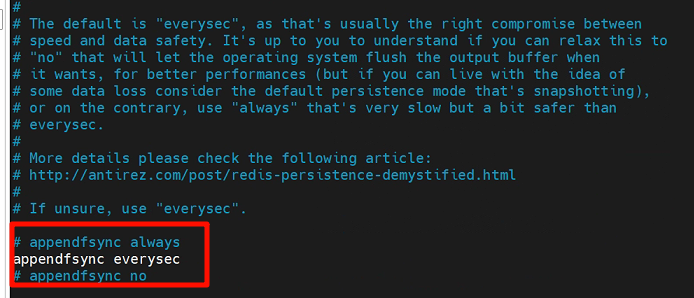 #
# The default is "everysec", as that's usually the right compromise between
# speed and data safety. It's up to you to understand if you can relax this to
# "no" that will let the operating system flush the output buffer when
# it wants, for better performances (but if you can live with the idea of
# some data loss consider the default persistence mode that's snapshotting),
# or on the contrary, use "always" that's very slow but a bit safer than
# everysec.
#
# More details please check the following article:
# http://antirez.com/post/redis-persistence-demystified.html
#
# If unsure, use "everysec".
# appendfsync always
appendfsync everysec
# appendfsync no